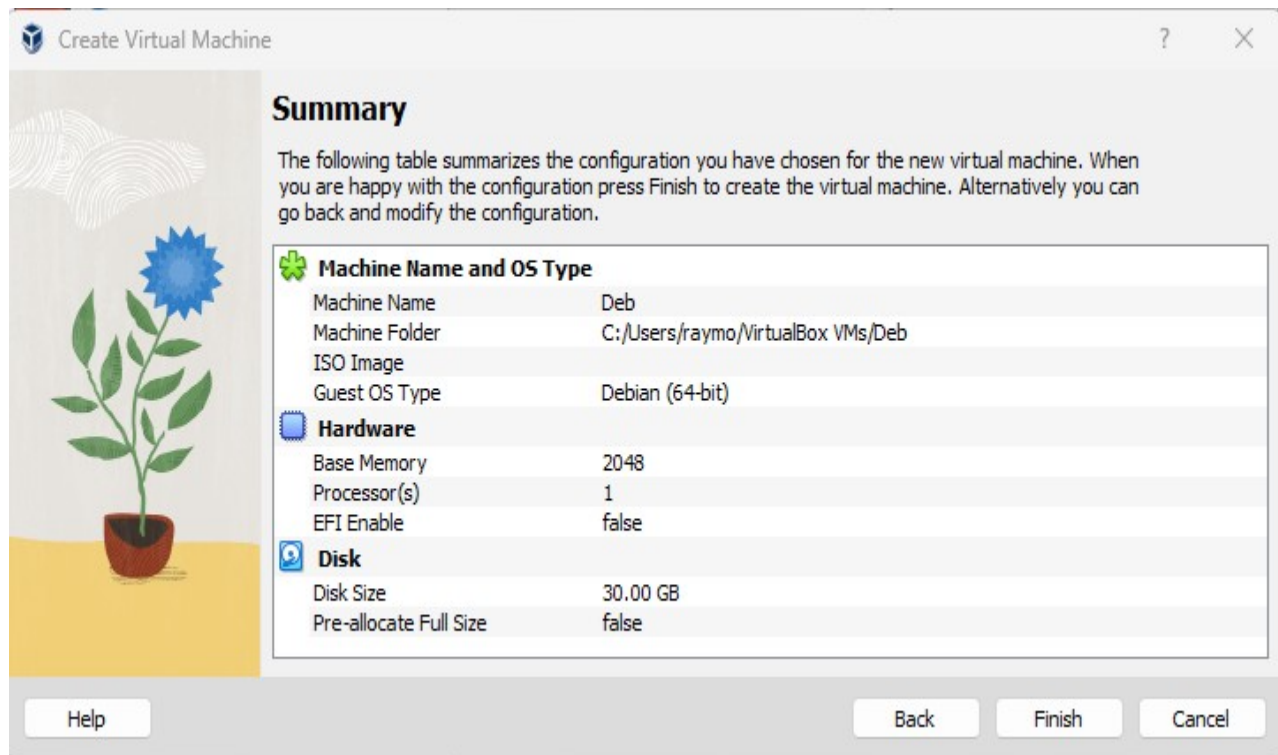 Create Virtual Machine ? ×
Summary
The following table summarizes the configuration you have chosen for the new virtual machine. When
you are happy with the configuration press Finish to create the virtual machine. Alternatively you can
go back and modify the configuration.
Machine Name and OS Type
Machine Name Deb
Machine Folder C:/Users/raymo/VirtualBox VMs/Deb
ISO Image
Guest OS Type Debian (64-bit)
Hardware
Base Memory 2048
Processor(s) 1
EFI Enable false
Disk
Disk Size 30.00 GB
Pre-allocate Full Size false
Help Back Finish Cancel